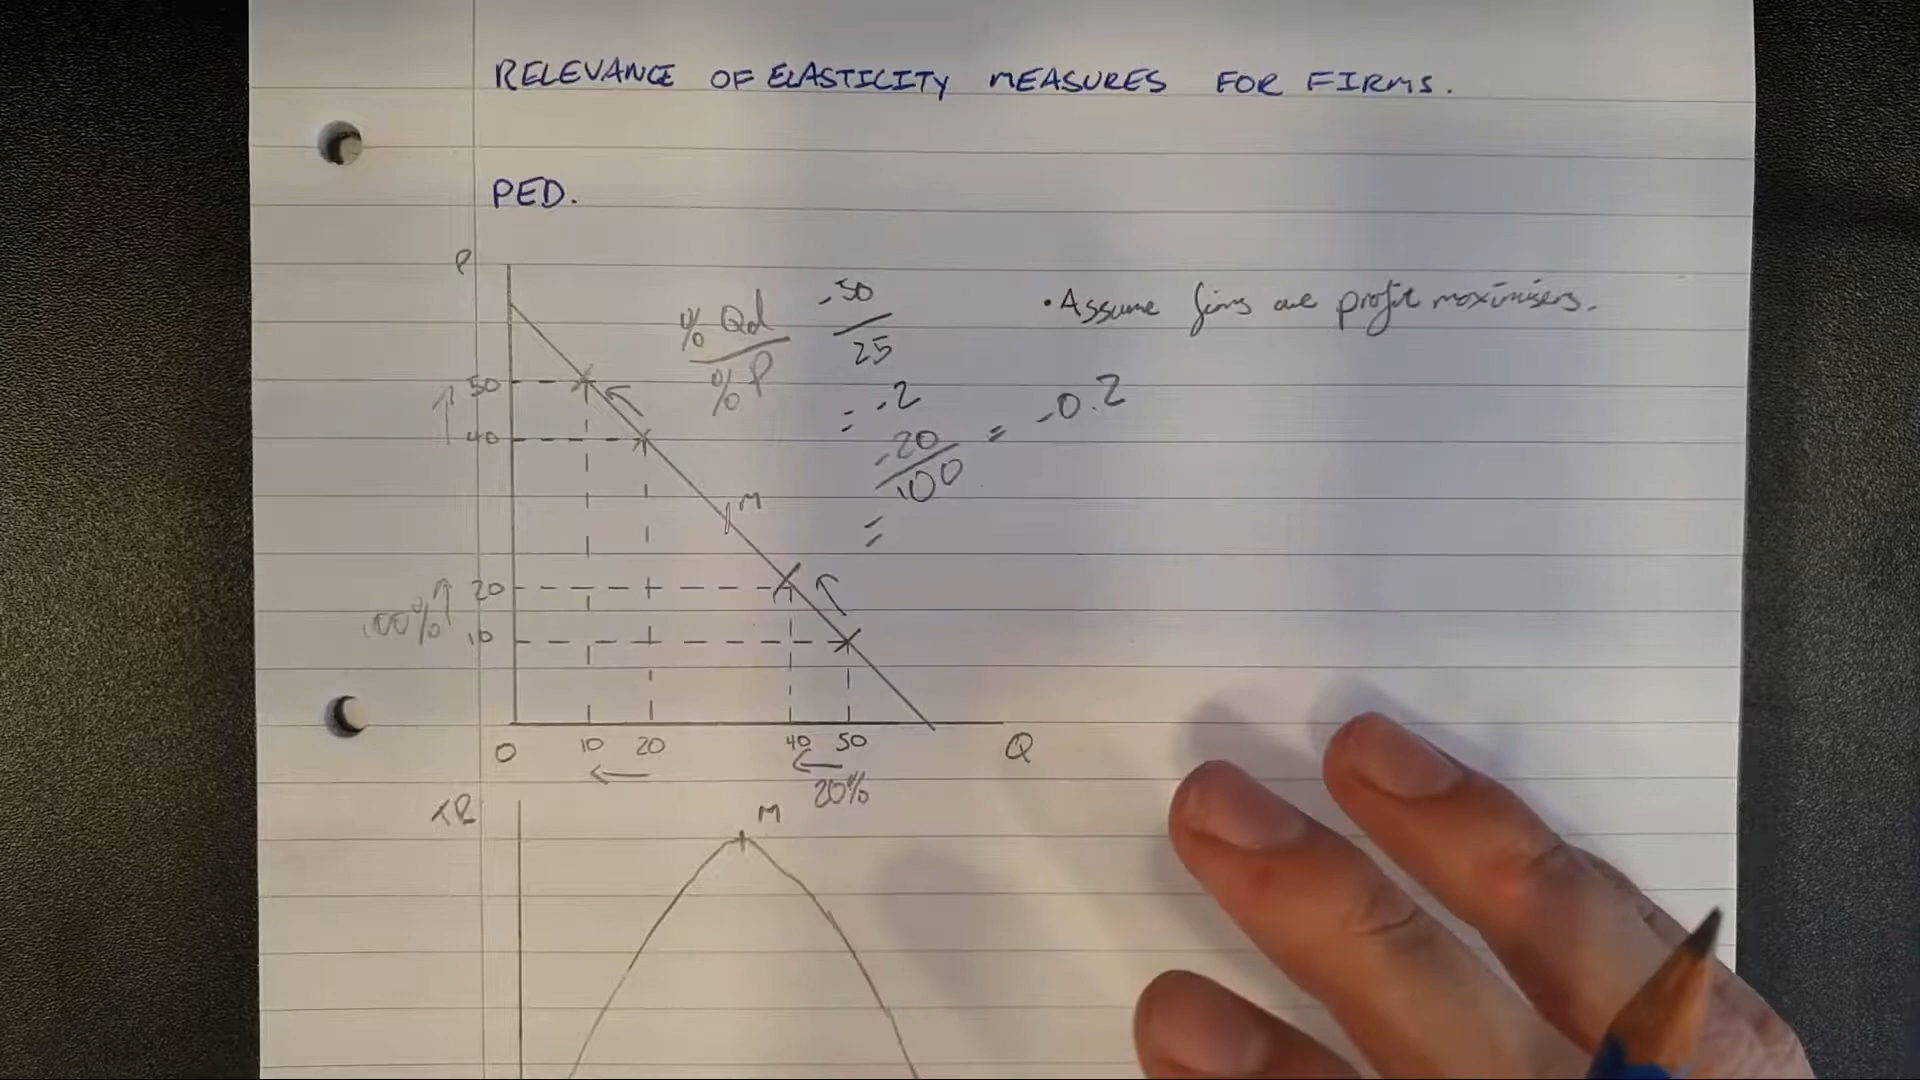 RELEVANCE OF ELASTICITY MEASURES FOR FIRMS.
PED.
P
% Qd
% P
-50
25
= -2
-20
100
= -0.2
=
• Assume firms are profit maximisers.
50
40
M
20
10
100%
0
10
20
40
50
Q
20%
TR
M